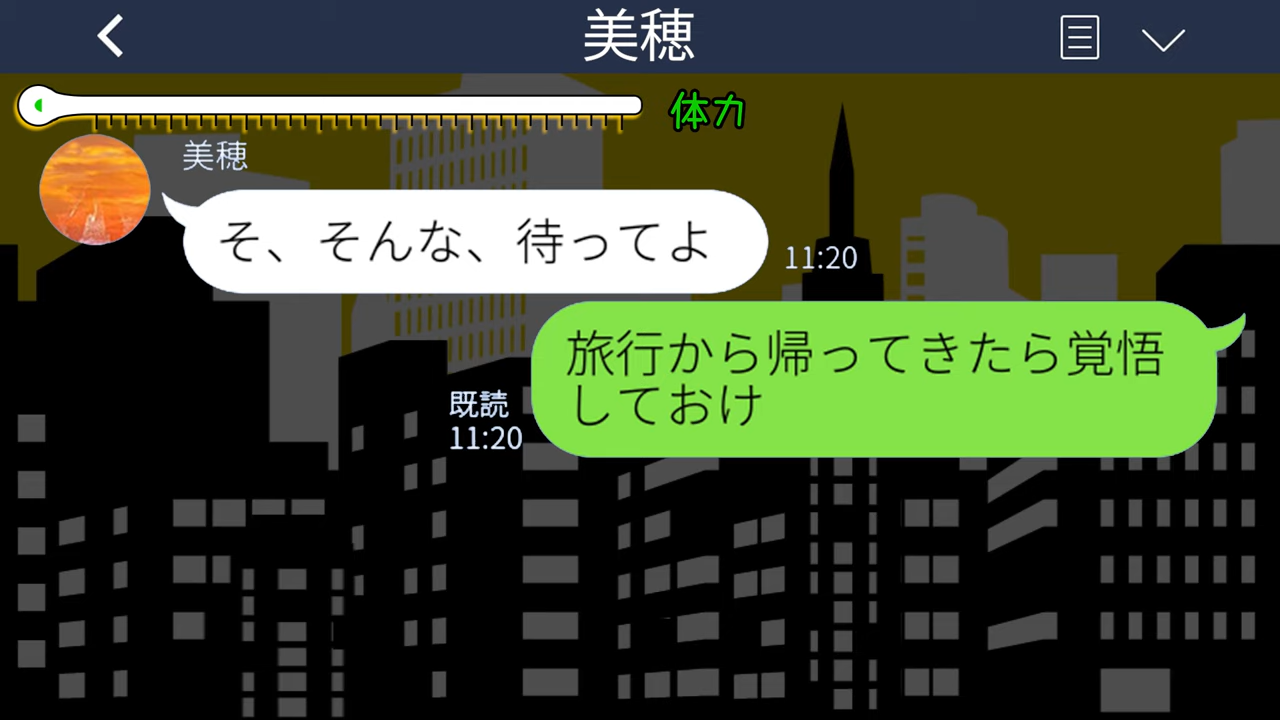 美穂
体力
美穂
そ、そんな、待ってよ
11:20
旅行から帰ってきたら覚悟
しておけ
既読
11:20